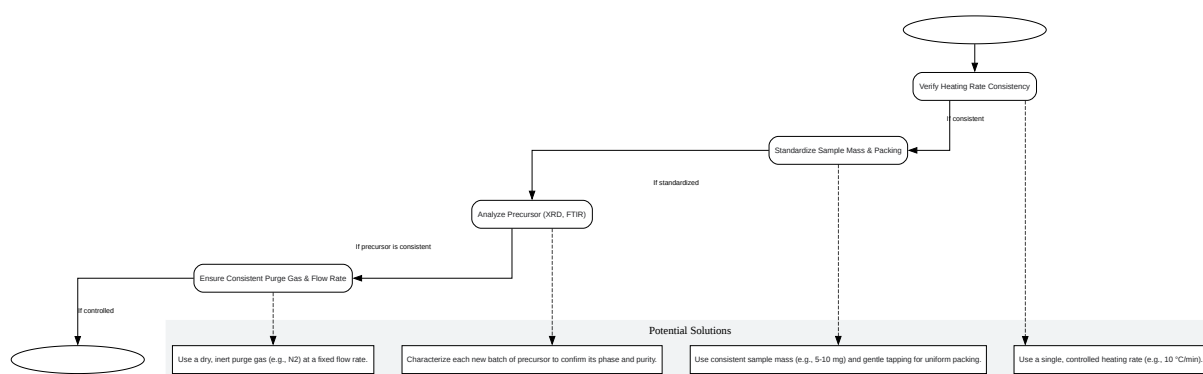 Verify Heating Rate Consistency
If consistent
Standardize Sample Mass & Packing
If standardized
Analyze Precursor (XRD, FTIR)
If precursor is consistent
Ensure Consistent Purge Gas & Flow Rate
If controlled
Potential Solutions
Use a dry, inert purge gas (e.g., N2) at a fixed flow rate.
Characterize each new batch of precursor to confirm its phase and purity.
Use consistent sample mass (e.g., 5-10 mg) and gentle tapping for uniform packing.
Use a single, controlled heating rate (e.g., 10 °C/min).